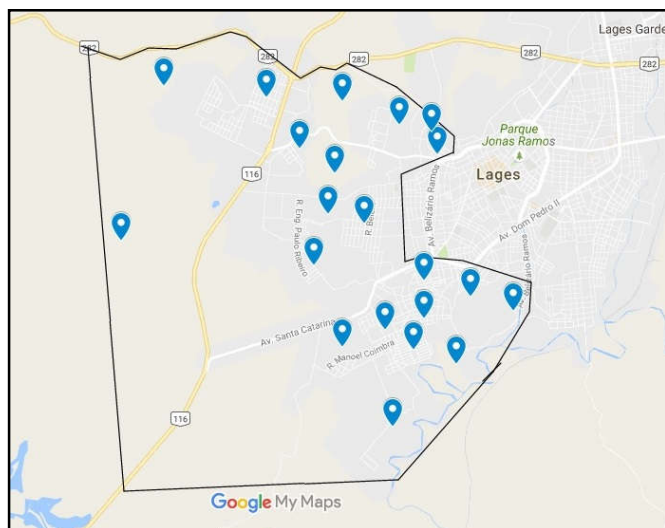 Lages Garde
282
282
282
282
Parque
Jonas Ramos
Lages
116
R. Eng. Paulo Ribeiro
Av. Belizário Ramos
Av. Dom Pedro II
Av. Santa Catarina
R. Manoel Coimbra
116
Google My Maps